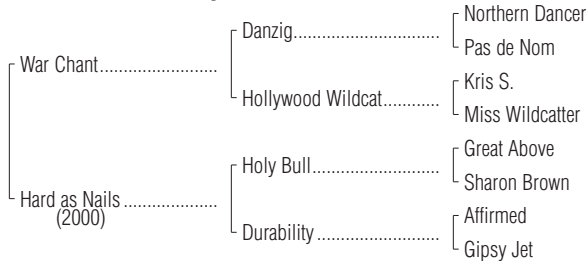 Northern Dancer
Danzig
Pas de Nom
War Chant
Kris S.
Hollywood Wildcat
Miss Wildcatter
Great Above
Holy Bull
Sharon Brown
Hard as Nails
(2000)
Affirmed
Durability
Gipsy Jet